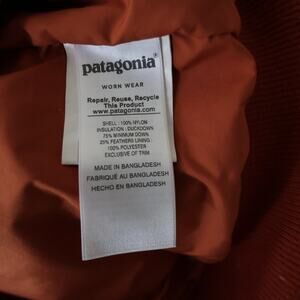 patagonia®
WORN WEAR
Repair, Reuse, Recycle
This Product
www.patagonia.com
SHELL : 100% NYLON
INSULATION : DUCKDOWN
75% MINIMUM DOWN
25% FEATHERS LINING :
100% POLYESTER
EXCLUSIVE OF TRIM
MADE IN BANGLADESH
FABRIQUÉ AU BANGLADESH
HECHO EN BANGLADESH